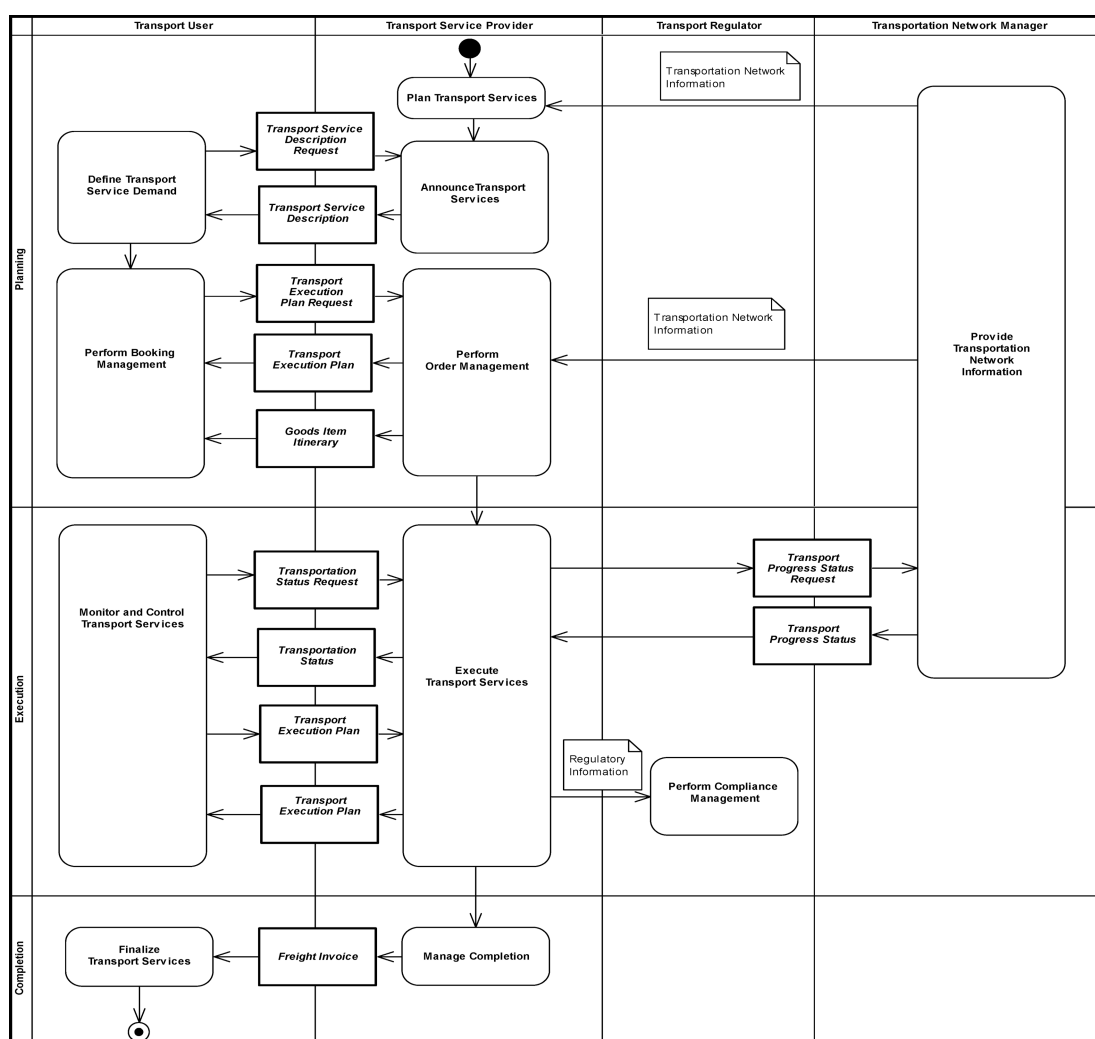 Transport User
Transport Service Provider
Transport Regulator
Transportation Network Manager
Planning
Transportation Network
Information
Plan Transport Services
Transport Service
Description
Request
Define Transport
Service Demand
AnnounceTransport
Services
Transport Service
Description
Transport
Execution
Plan Request
Transportation Network
Information
Perform Booking
Management
Transport
Execution Plan
Perform
Order Management
Provide
Transportation
Network
Information
Goods Item
Itinerary
Execution
Transportation
Status Request
Transport
Progress Status
Request
Monitor and Control
Transport Services
Transport
Progress Status
Transportation
Status
Execute
Transport Services
Transport
Execution Plan
Regulatory
Information
Perform Compliance
Management
Transport
Execution Plan
Completion
Finalize
Transport Services
Freight Invoice
Manage Completion